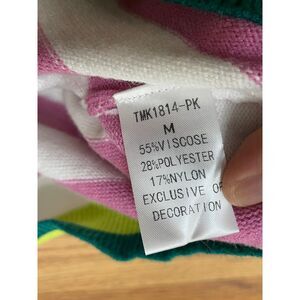 TMK1814-PK
M
55%VISCOSE
28%POLYESTER
17%NYLON
EXCLUSIVE OF
DECORATION